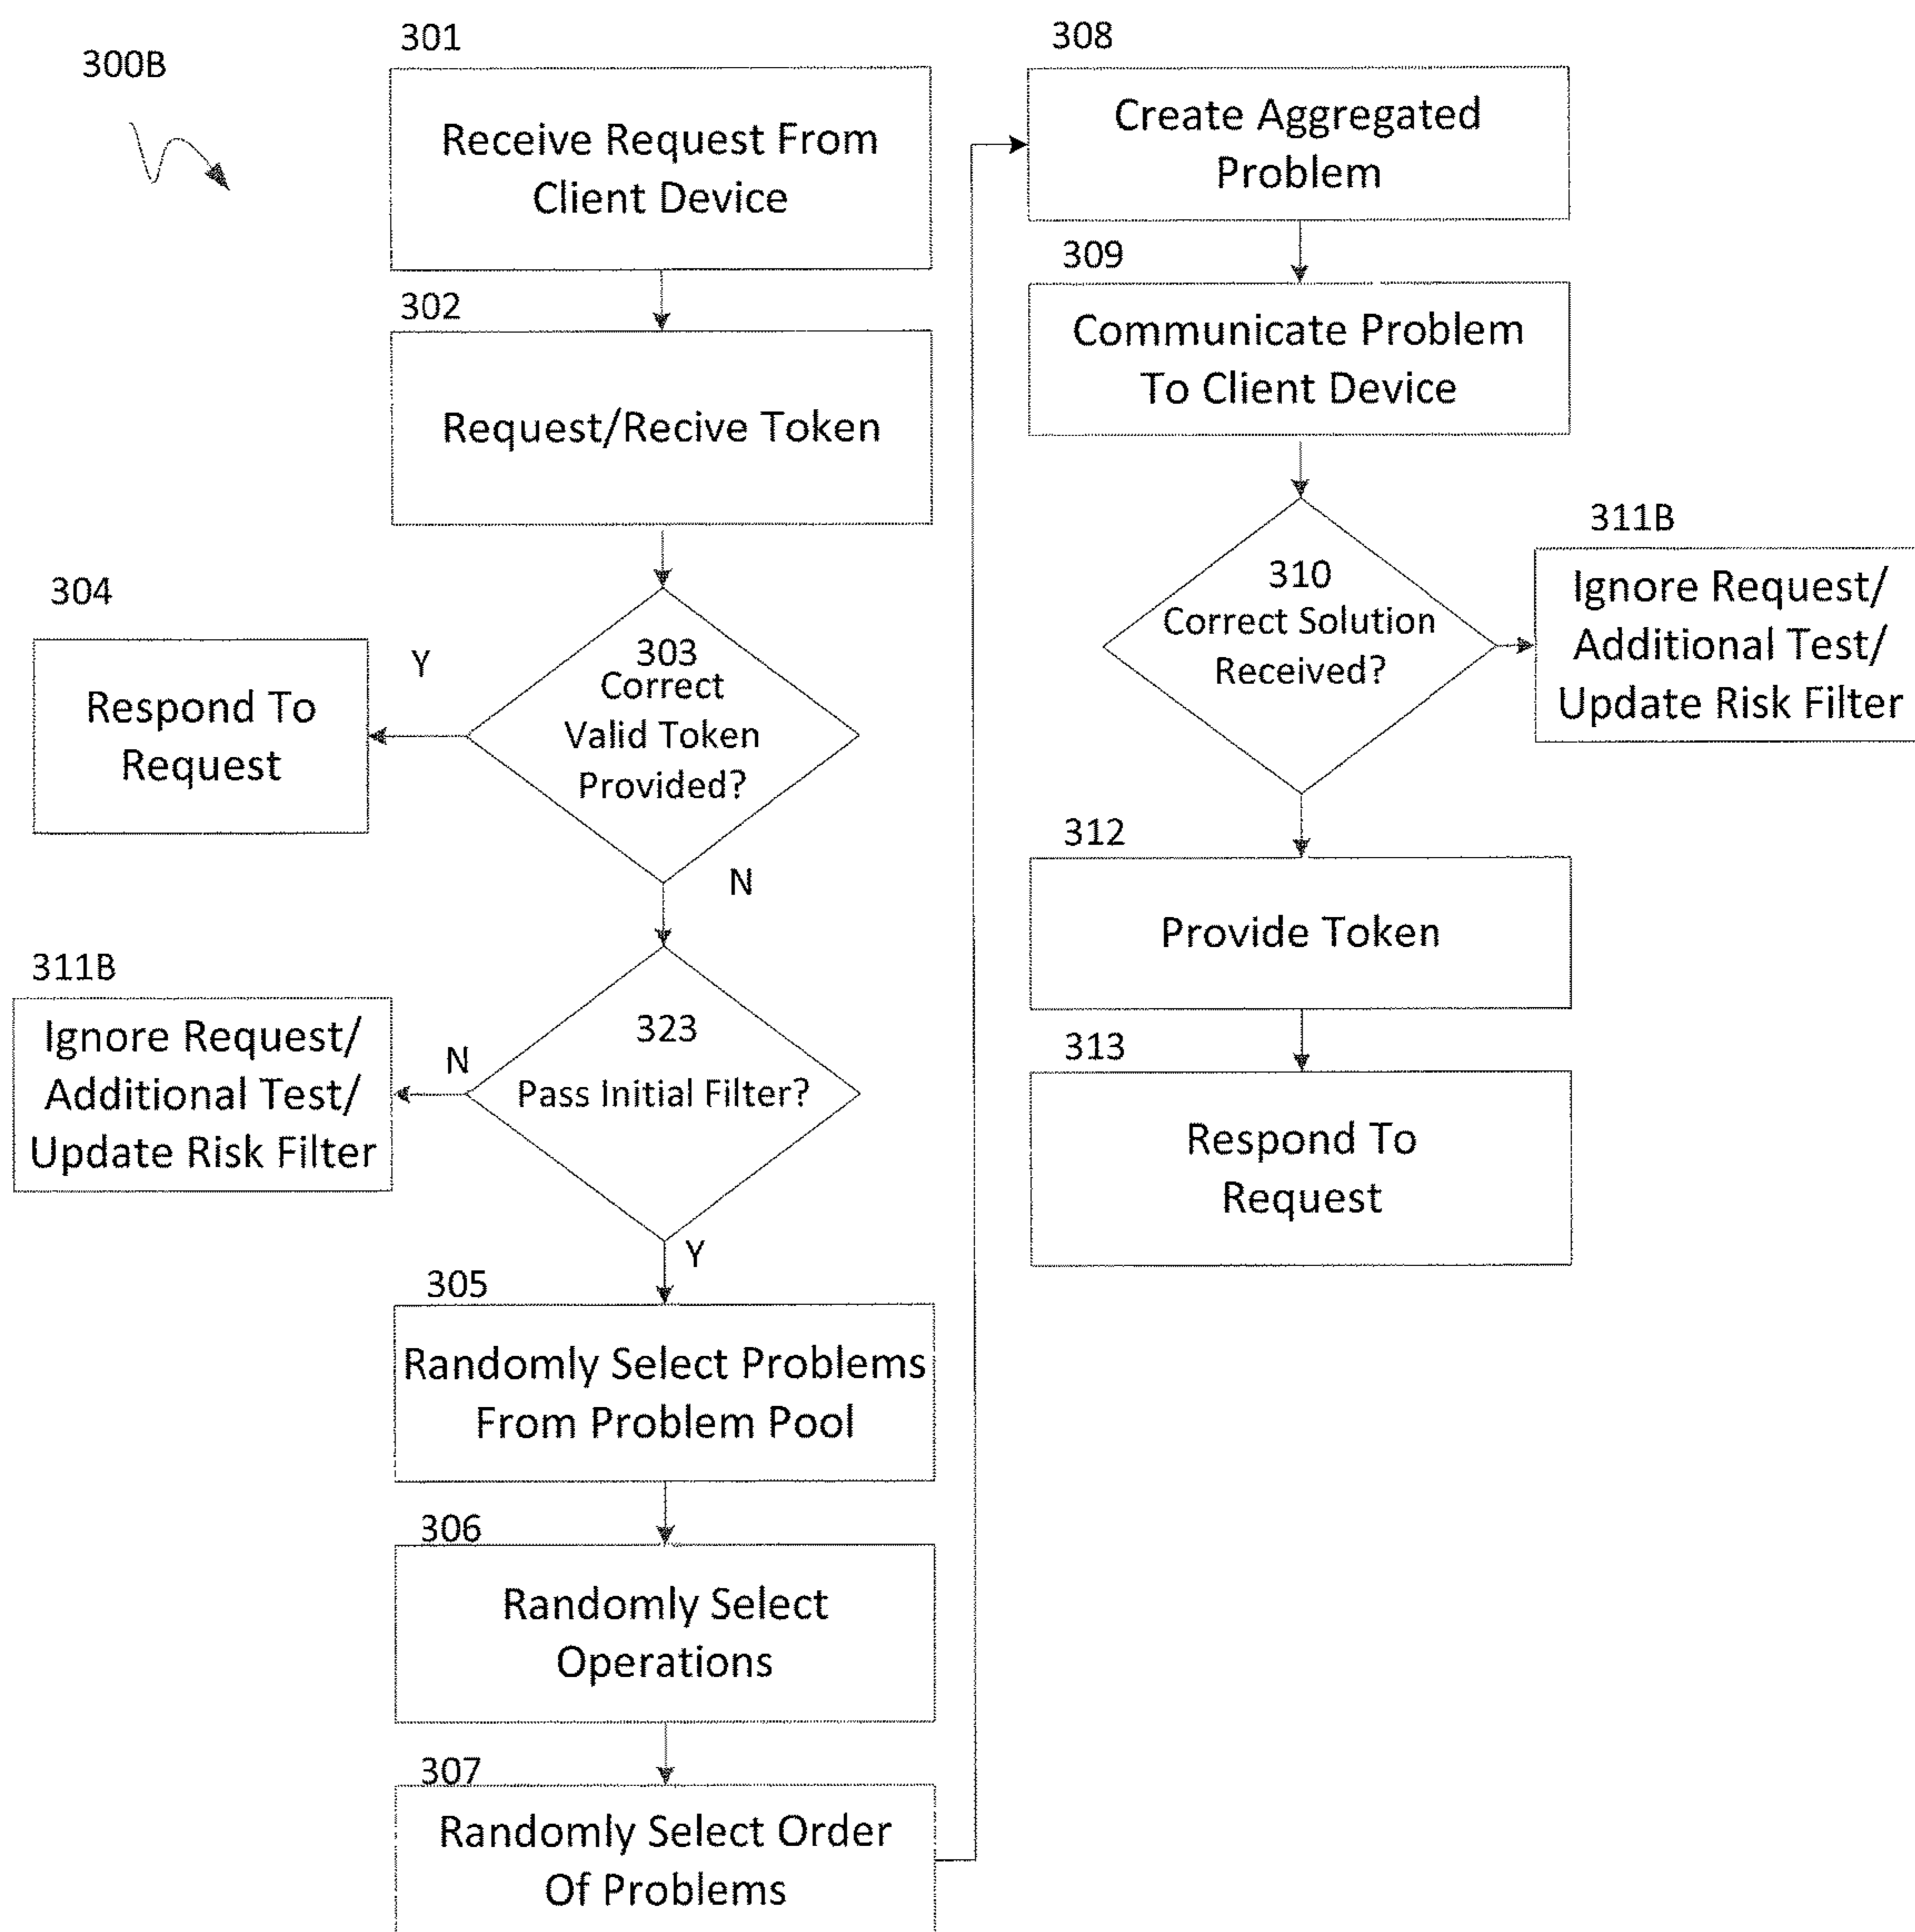 300B
301
Receive Request From
Client Device
302
Request/Recive Token
304
Respond To
Request
Y
303
Correct
Valid Token
Provided?
N
311B
Ignore Request/
Additional Test/
Update Risk Filter
N
323
Pass Initial Filter?
Y
305
Randomly Select Problems
From Problem Pool
306
Randomly Select
Operations
307
Randomly Select Order
Of Problems
308
Create Aggregated
Problem
309
Communicate Problem
To Client Device
310
Correct Solution
Received?
311B
Ignore Request/
Additional Test/
Update Risk Filter
312
Provide Token
313
Respond To
Request